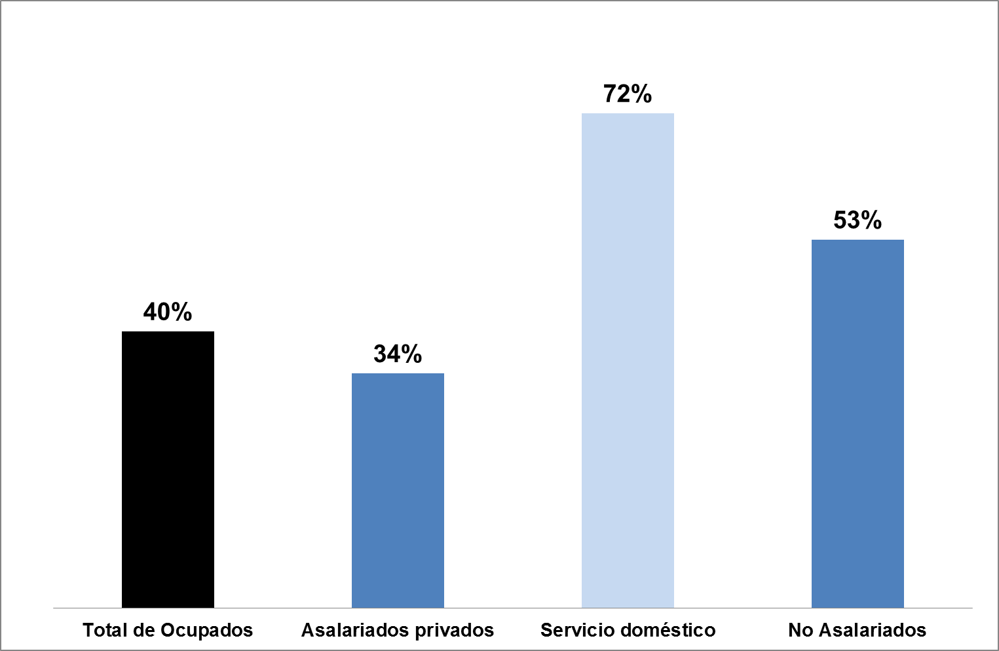 72%
53%
40%
34%
Total de Ocupados
Asalariados privados
Servicio doméstico
No Asalariados